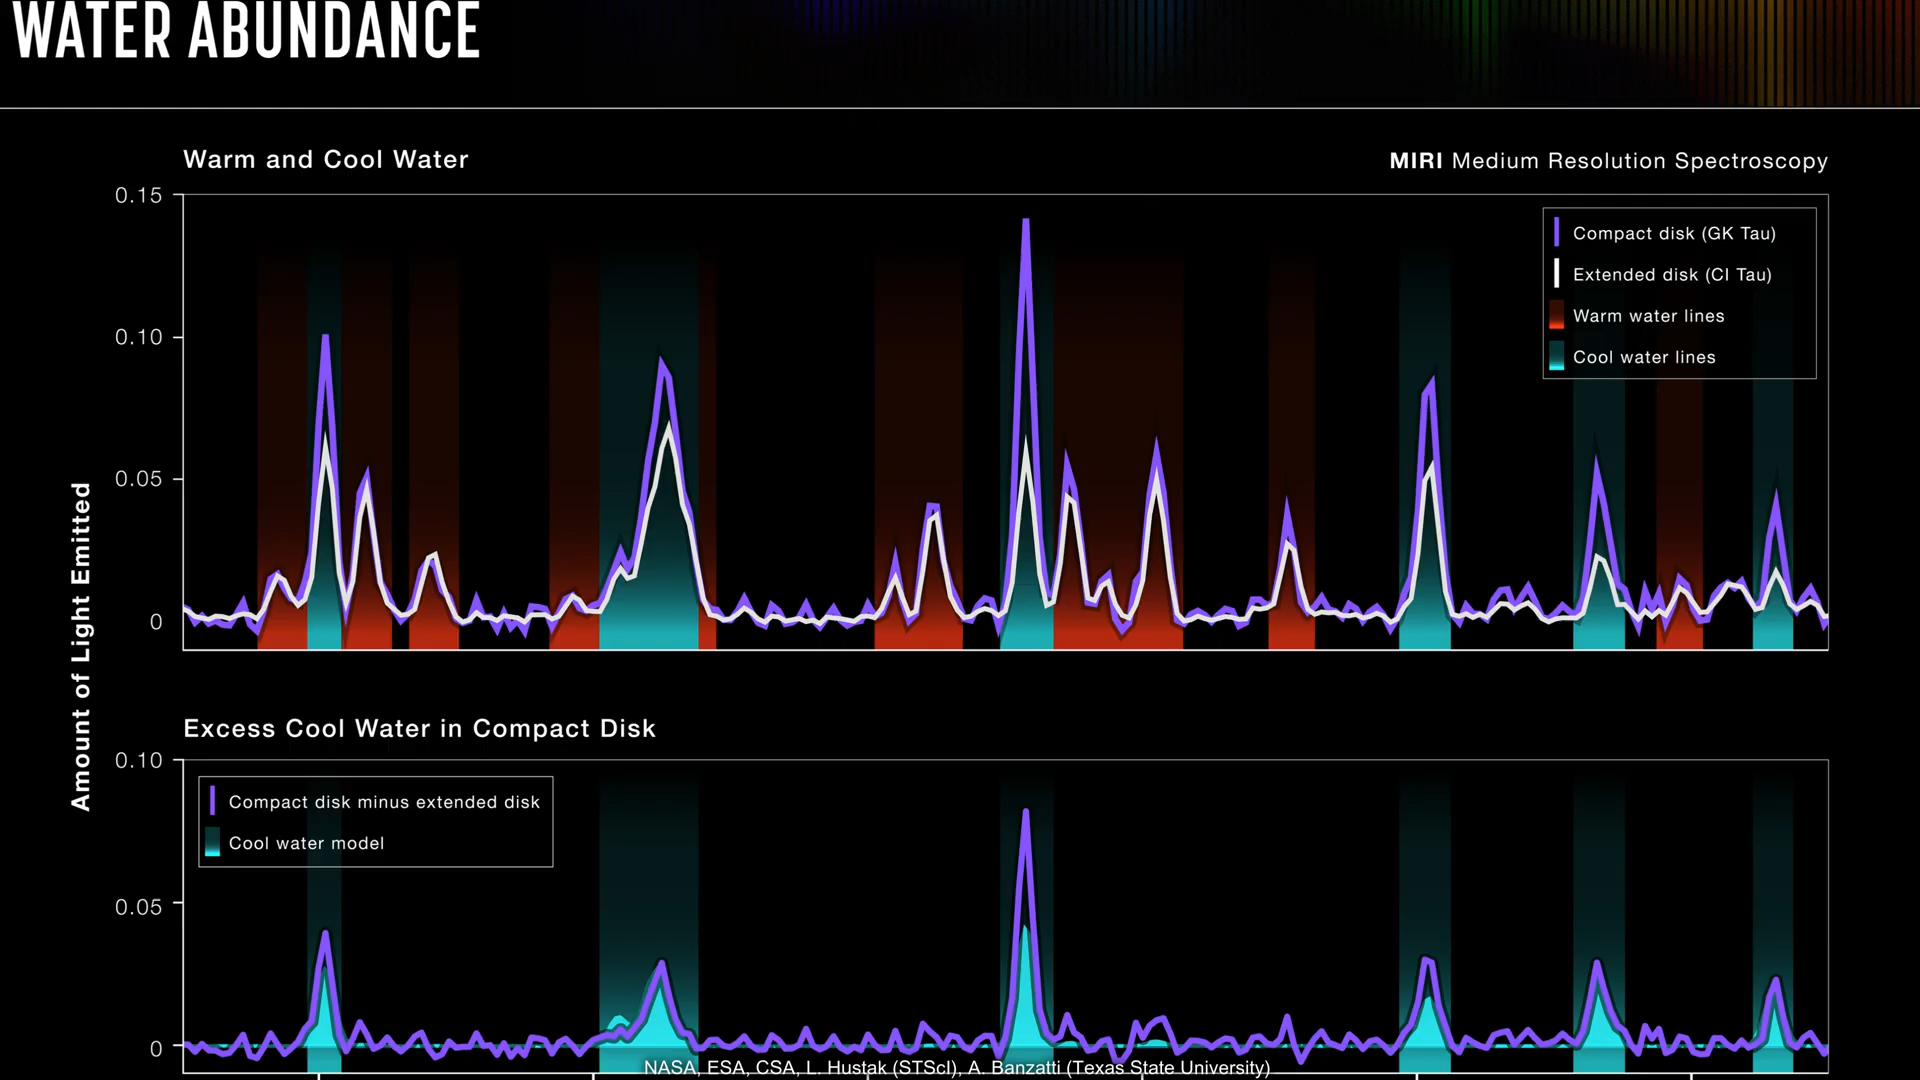 WATER ABUNDANCE
Warm and Cool Water
MIRI Medium Resolution Spectroscopy
0.15
0.10
0.05
0
Compact disk (GK Tau)
Extended disk (CI Tau)
Warm water lines
Cool water lines
Amount of Light Emitted
Excess Cool Water in Compact Disk
0.10
0.05
0
Compact disk minus extended disk
Cool water model
NASA, ESA, CSA, L. Hustak (STScI), A. Banzatti (Texas State University)